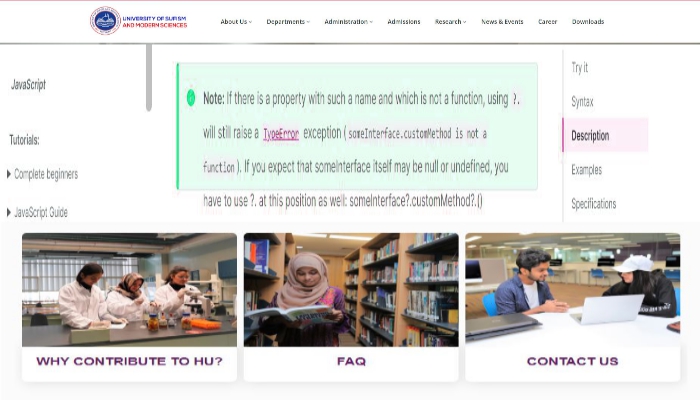 UNIVERSITY OF SUFISM
AND MODERN SCIENCES
About Us
Departments
Administration
Admissions
Research
News & Events
Career
Downloads
JavaScript
Tutorials:
Complete beginners
JavaScript Guide
Note: If there is a property with such a name and which is not a function, using ?.
will still raise a TypeError exception (someInterface.customMethod is not a
function). If you expect that someInterface itself may be null or undefined, you
have to use ?. at this position as well: someInterface?.customMethod?.()
Try it
Syntax
Description
Examples
Specifications
WHY CONTRIBUTE TO HU?
FAQ
CONTACT US